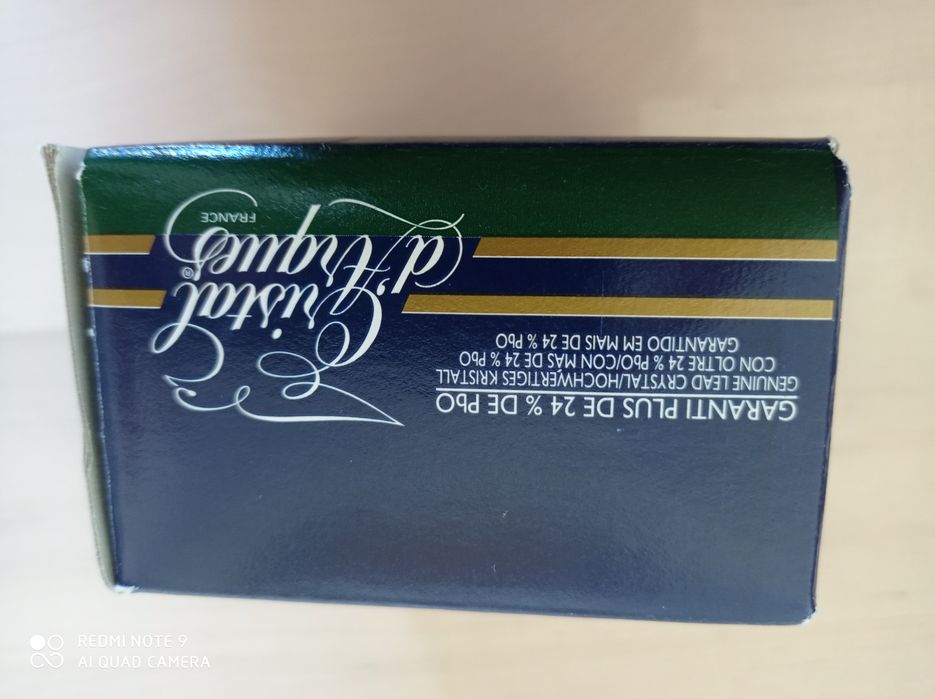 GARANTI PLUS DE 24 % DE PbO
GENUINE LEAD CRYSTAL/HOCHWERTIGES KRISTALL
CON OLTRE 24 % PbO/CON MAS DE 24 % PbO
GARANTIDO EM MAIS DE 24 % PbO
Cristal
d'Arques®
FRANCE
REDMI NOTE 9
AI QUAD CAMERA